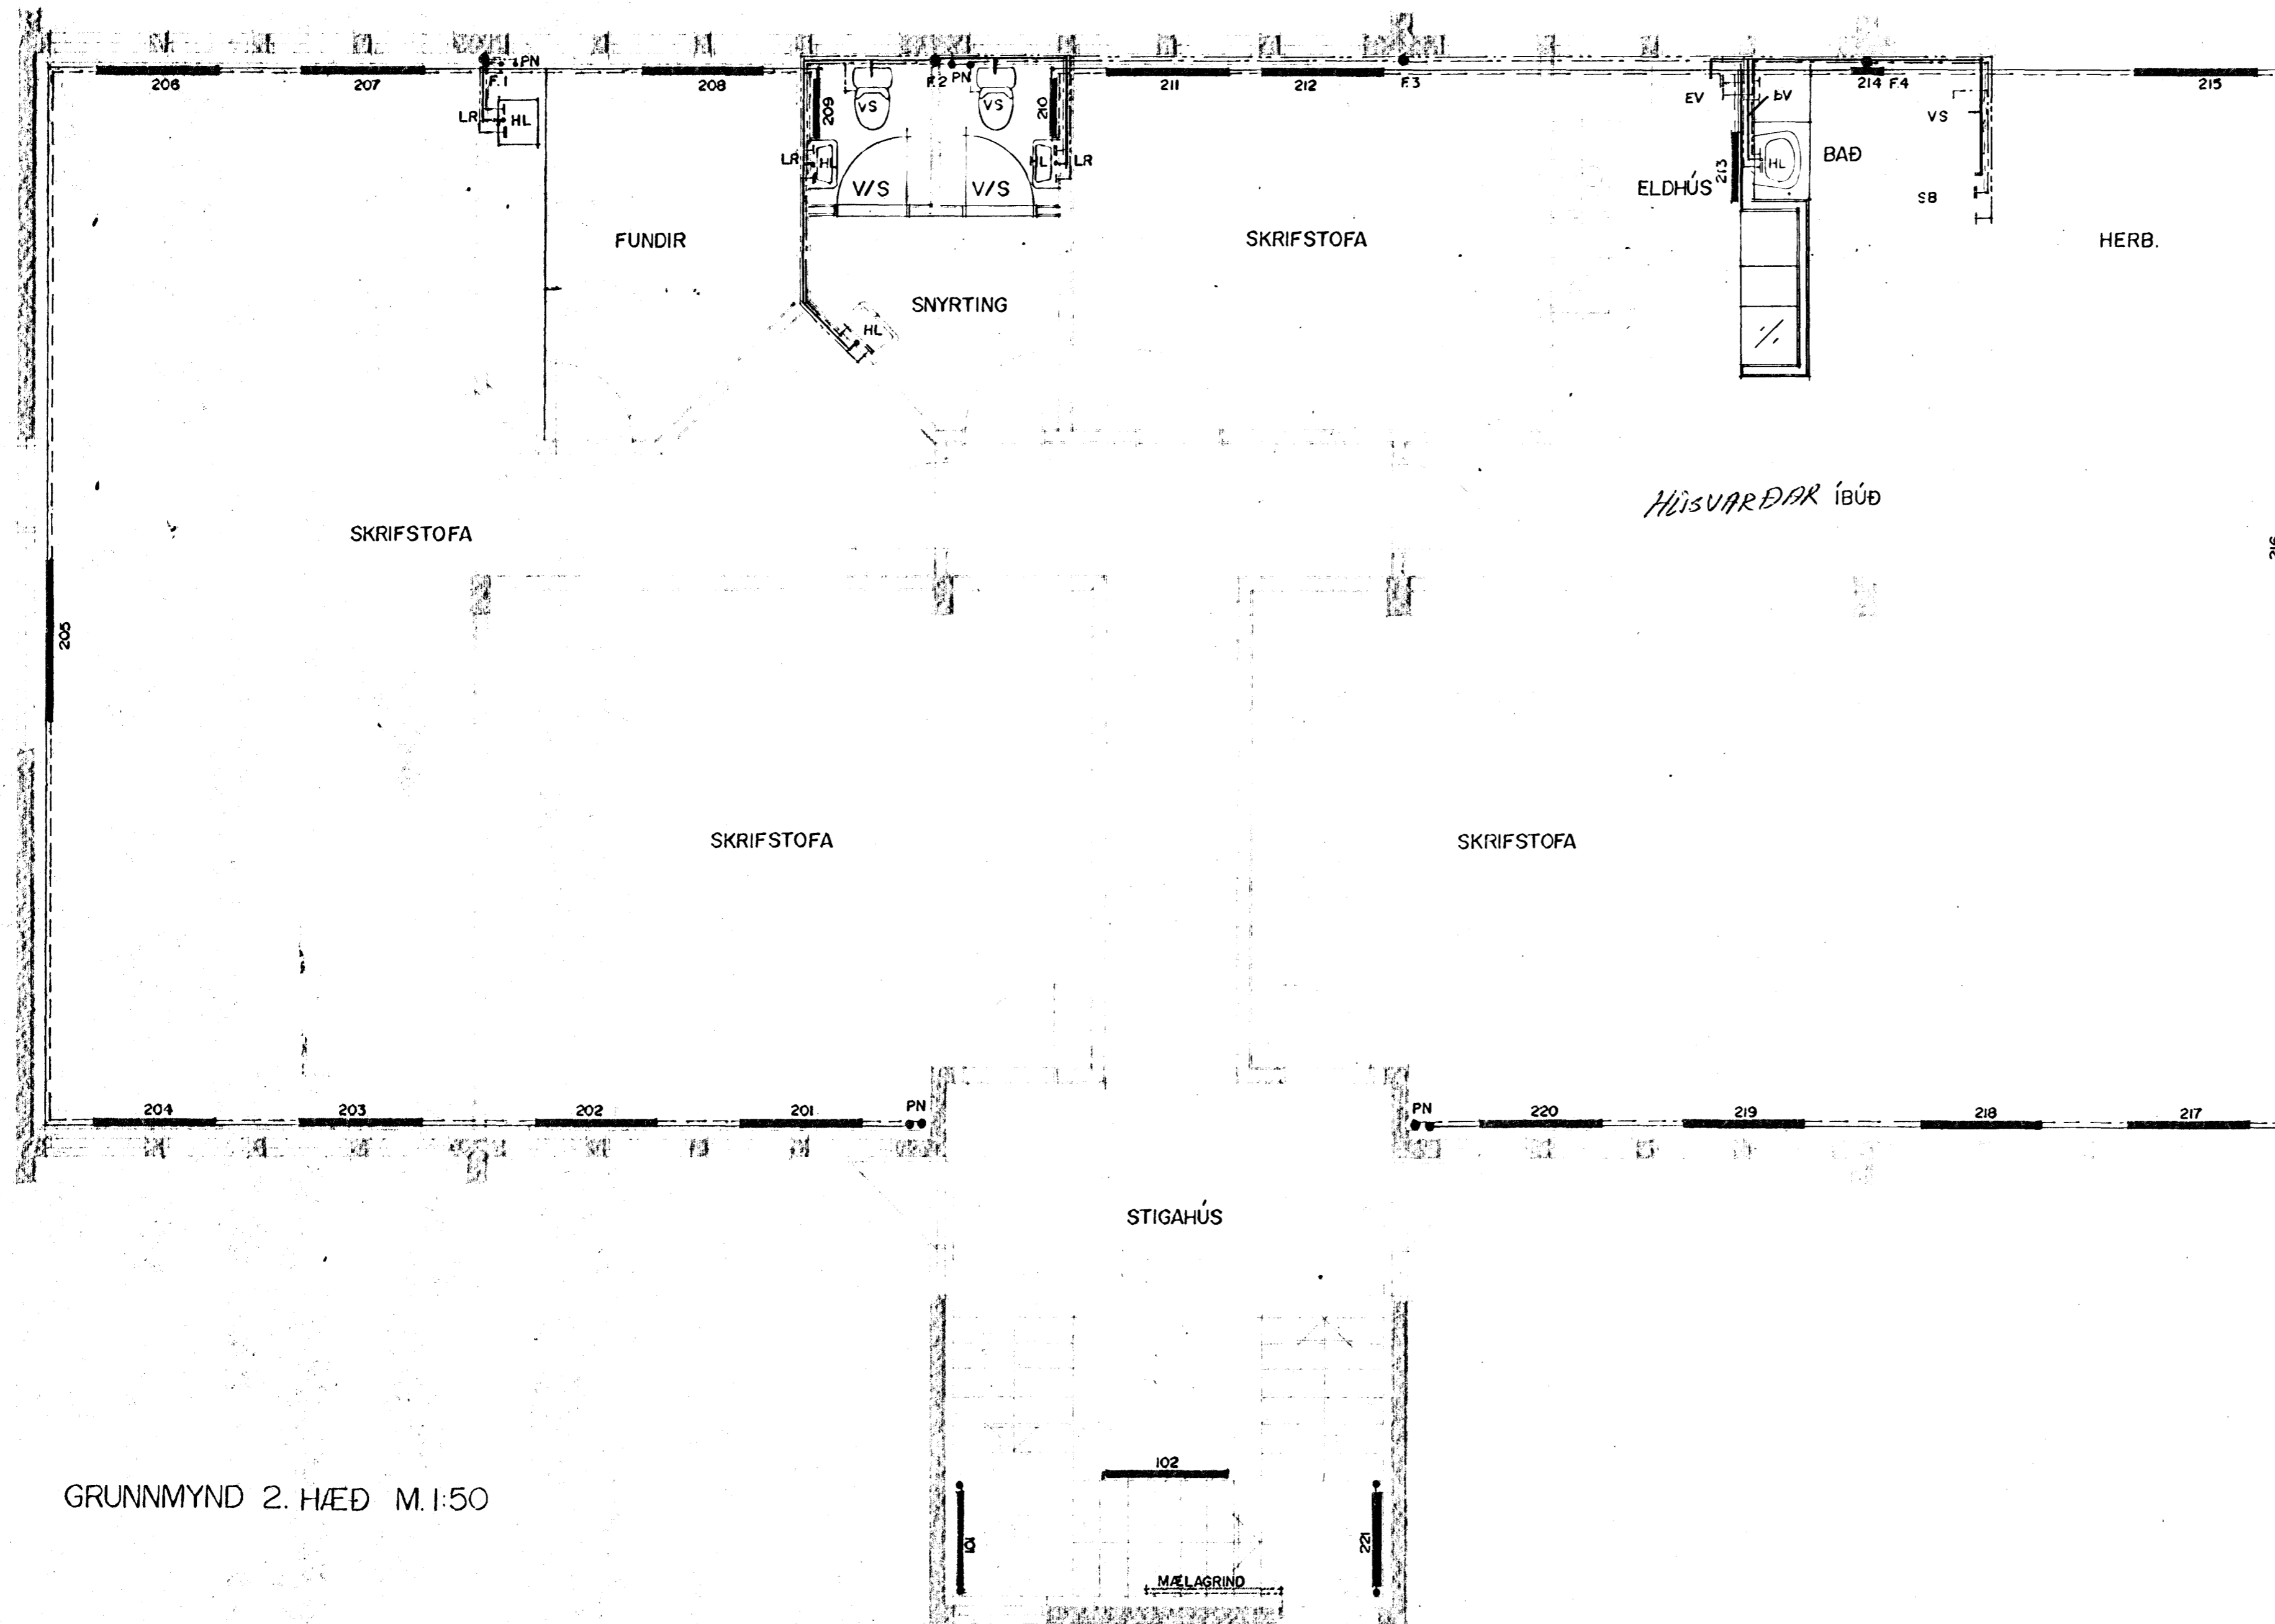 PN
206
207
F.1
208
209
VS
F.2
PN
VS
210
211
212
F.3
EV
ÞV
214
F.4
215
LR
HL
VS
LR
HL
HL
LR
213
HL
BAÐ
V/S
V/S
ELDHÚS
SB
FUNDIR
SKRIFSTOFA
HERB.
SNYRTING
HL
HÚSVARÐAR ÍBÚÐ
SKRIFSTOFA
216
205
SKRIFSTOFA
SKRIFSTOFA
204
203
202
201
PN
PN
220
219
218
217
STIGAHÚS
102
GRUNNMYND 2. HÆÐ M. 1:50
101
221
MÆLAGRIND